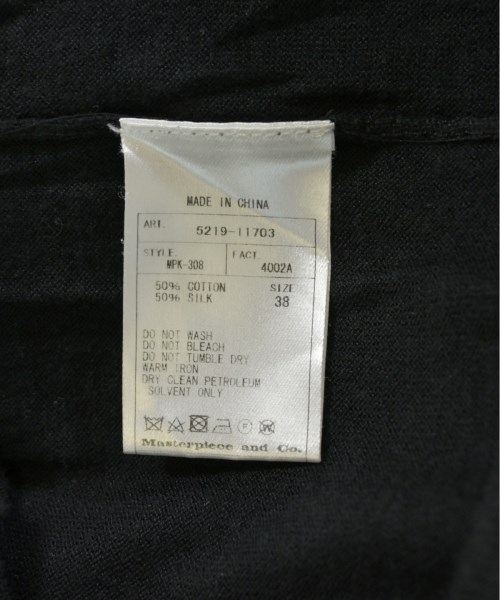 MADE IN CHINA
ART. 5219-11703
STYLE FACT.
MPK-308 4002A
50% COTTON SIZE
50% SILK 38
DO NOT WASH
DO NOT BLEACH
DO NOT TUMBLE DRY
WARM IRON
DRY CLEAN PETROLEUM
SOLVENT ONLY
F
Masterpiece and Co.